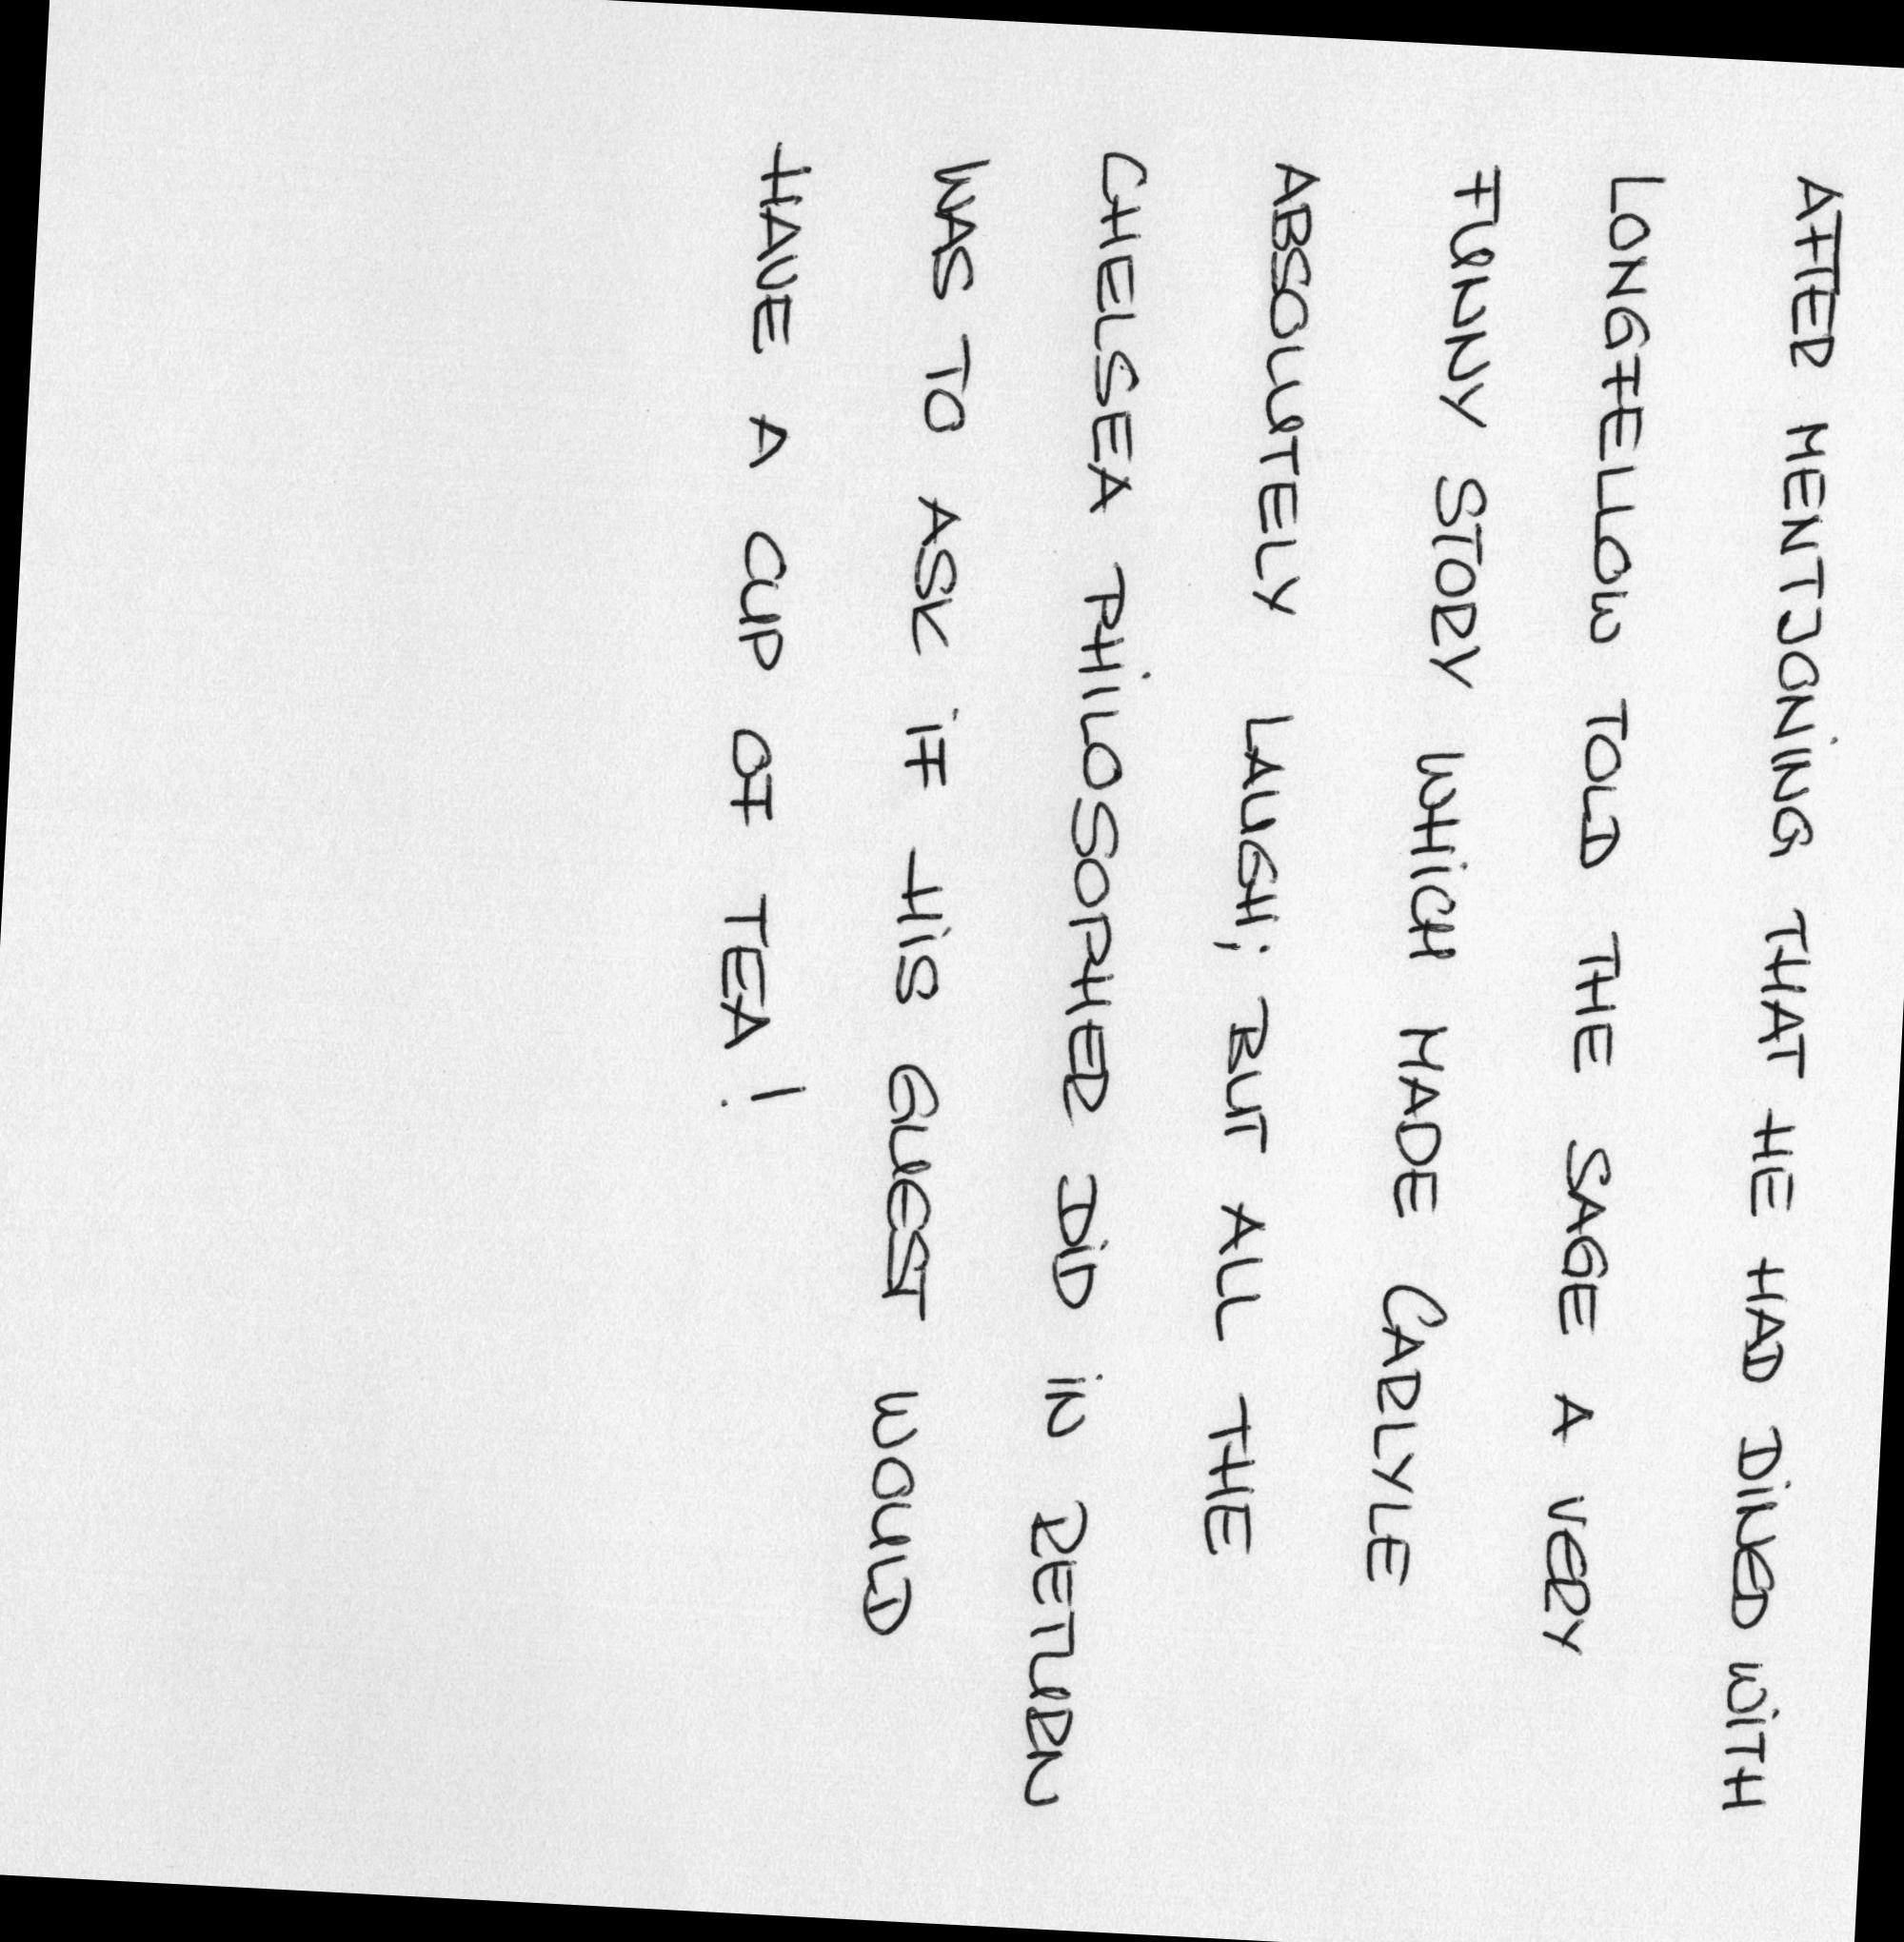 AFTER MENTJONING THAT HE HAD DINED WITH
LONGFELLOW TOLD THE SAGE A VERY
FUNNY STORY WHICH MADE CARLYLE
ABSOLUTELY LAUGH; BUT ALL THE
CHELSEA PHILOSOPHER DID IN RETURN
WAS TO ASK IF HIS GUEST WOULD
HAVE A CUP OF TEA!